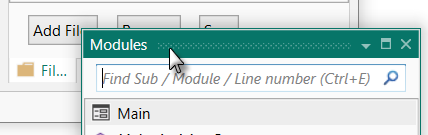 Add Fil
Modules
Fil...
Find Sub / Module / Line number (Ctrl+E)
Main